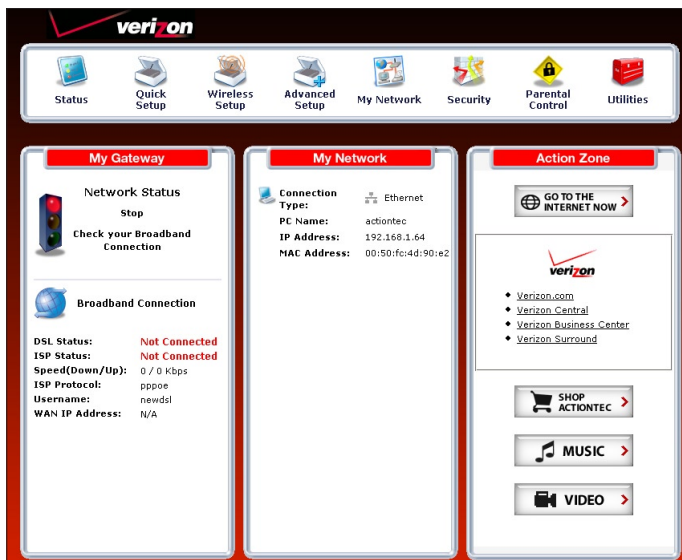 verizon
Status
Quick Setup
Wireless Setup
Advanced Setup
My Network
Security
Parental Control
Utilities
My Gateway
Network Status
Stop
Check your Broadband
Connection
Broadband Connection
DSL Status: Not Connected
ISP Status: Not Connected
Speed(Down/Up): 0 / 0 Kbps
ISP Protocol: pppoe
Username: newdsl
WAN IP Address: N/A
My Network
Connection Type: Ethernet
PC Name: actiontec
IP Address: 192.168.1.64
MAC Address: 00:50:fc:4d:90:e2
Action Zone
GO TO THE
INTERNET NOW
verizon
Verizon.com
Verizon Central
Verizon Business Center
Verizon Surround
SHOP
ACTIONTEC
MUSIC
VIDEO